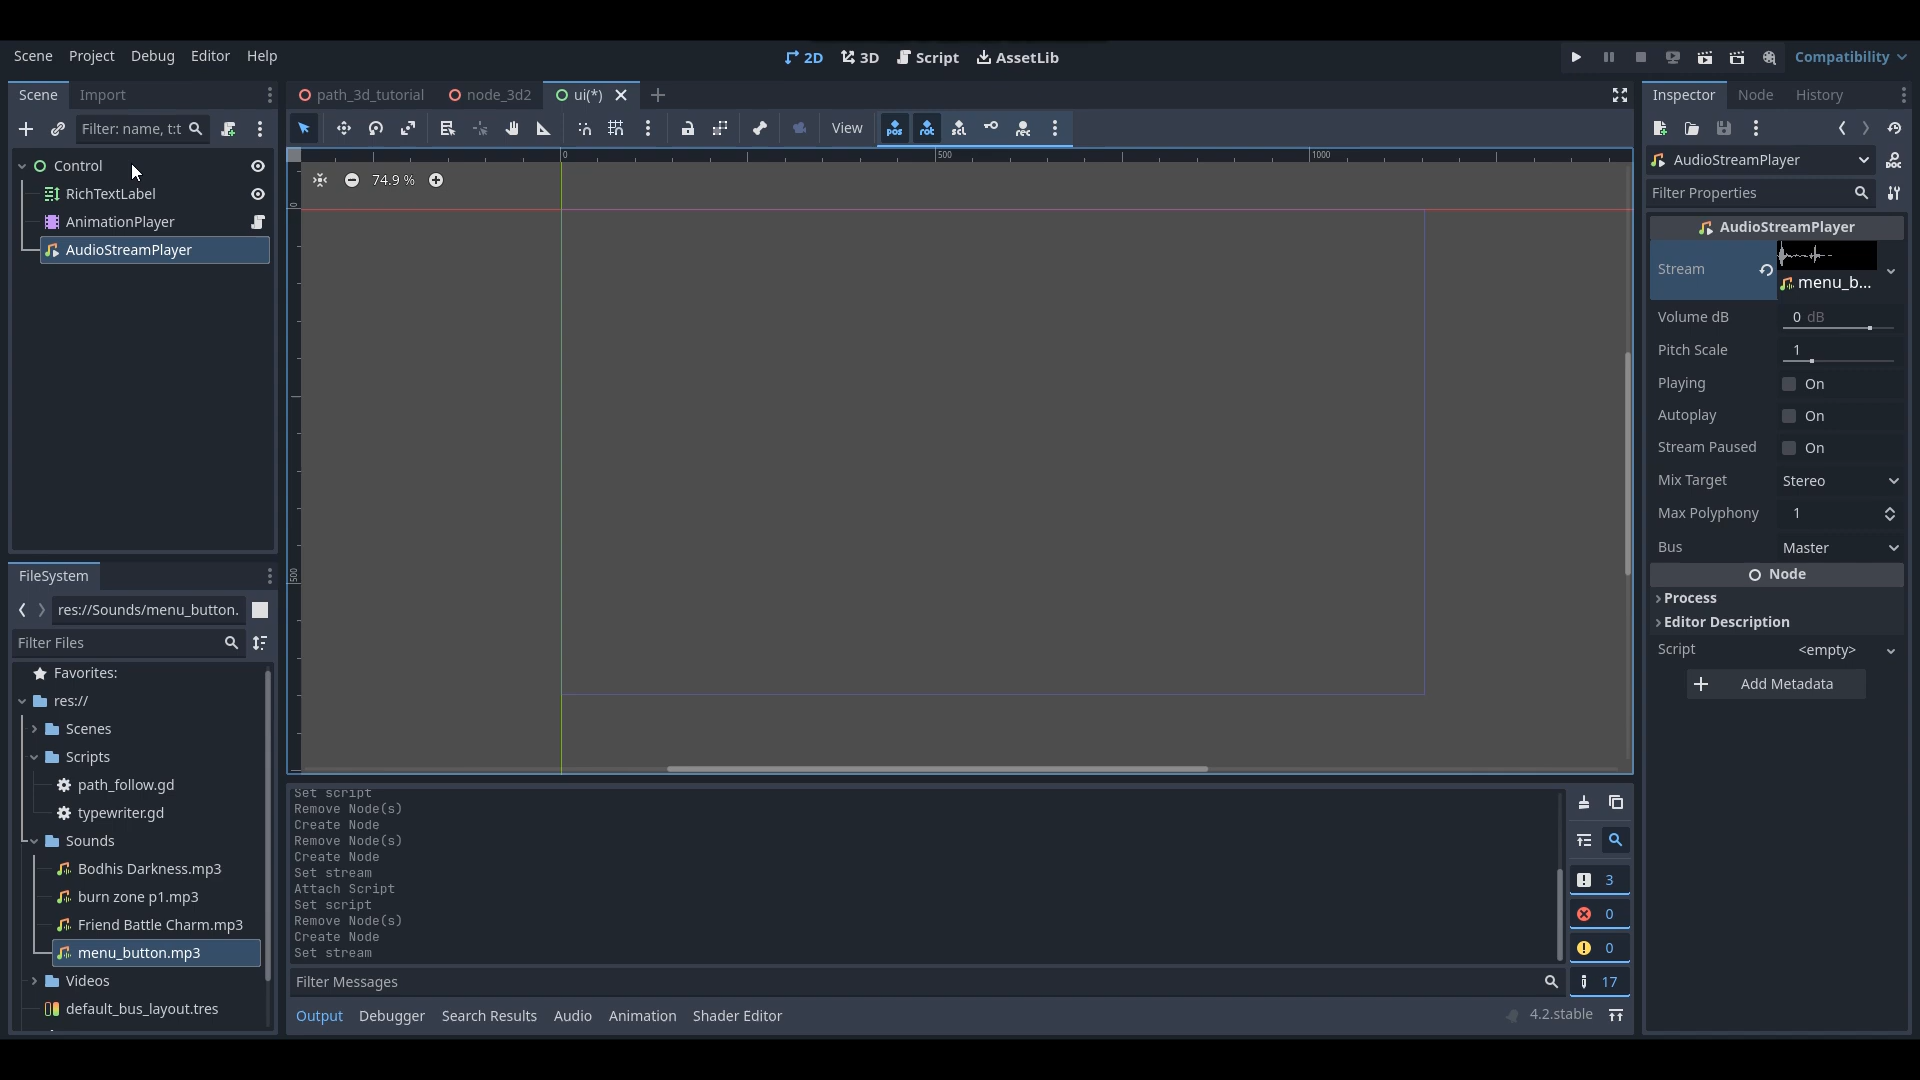 Scene Project Debug Editor Help
2D 3D Script AssetLib
Compatibility
Scene Import
path_3d_tutorial node_3d2 ui(*)
Inspector Node History
Filter: name, t:t
View
pos rot scl rec
Control
RichTextLabel
AnimationPlayer
AudioStreamPlayer
74.9 %
0 500 1000
0
500
AudioStreamPlayer
Filter Properties
AudioStreamPlayer
Stream menu_b...
Volume dB 0 dB
Pitch Scale 1
Playing On
Autoplay On
Stream Paused On
Mix Target Stereo
Max Polyphony 1
Bus Master
Node
Process
Editor Description
Script <empty>
Add Metadata
FileSystem
res://Sounds/menu_button.
Filter Files
Favorites:
res://
Scenes
Scripts
path_follow.gd
typewriter.gd
Sounds
Bodhis Darkness.mp3
burn zone p1.mp3
Friend Battle Charm.mp3
menu_button.mp3
Videos
default_bus_layout.tres
Set script
Remove Node(s)
Create Node
Remove Node(s)
Create Node
Set stream
Attach Script
Set script
Remove Node(s)
Create Node
Set stream
3
0
0
17
Filter Messages
Output Debugger Search Results Audio Animation Shader Editor
4.2.stable